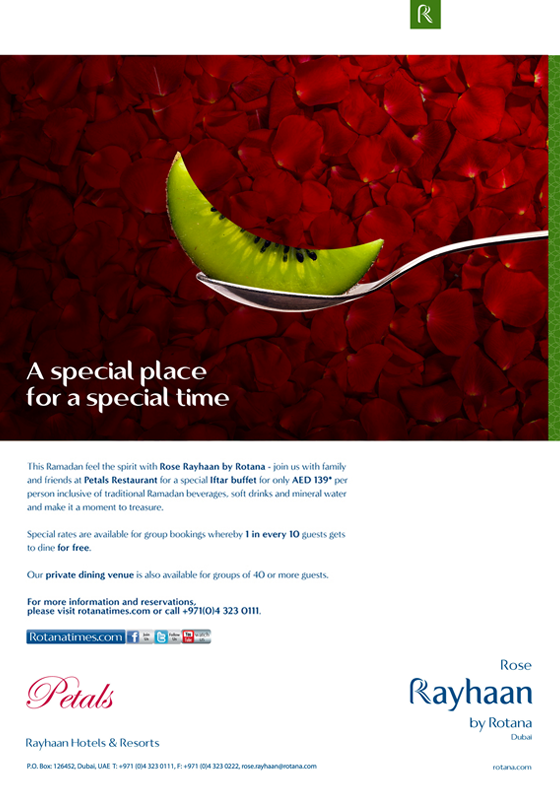 A special place
for a special time
This Ramadan feel the spirit with Rose Rayhaan by Rotana - join us with family
and friends at Petals Restaurant for a special Iftar buffet for only AED 139* per
person inclusive of traditional Ramadan beverages, soft drinks and mineral water
and make it a moment to treasure.
Special rates are available for group bookings whereby 1 in every 10 guests gets
to dine for free.
Our private dining venue is also available for groups of 40 or more guests.
For more information and reservations,
please visit rotanatimes.com or call +971(0)4 323 0111.
Rotanatimes.com f Join Us Follow Us You Tube
Petals
Rayhaan Hotels & Resorts
Rose
Rayhaan
by Rotana
Dubai
P.O. Box: 126452, Dubai, UAE T: +971 (0)4 323 0111, F: +971 (0)4 323 0222, rose.rayhaan@rotana.com
rotana.com